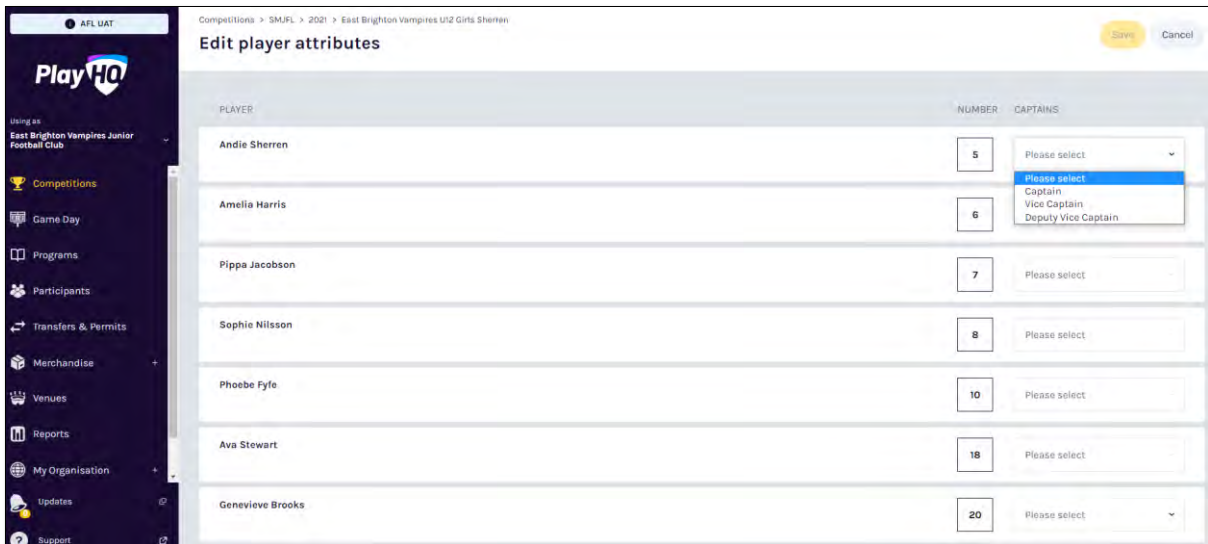 AFL UAT
PlayHQ
Using as
East Brighton Vampires Junior
Football Club
Competitions
Game Day
Programs
Participants
Transfers & Permits
Merchandise +
Venues
Reports
My Organisation +
Updates
Support
Competitions > SMJFL > 2021 > East Brighton Vampires U12 Girls Sherren
Edit player attributes
Save Cancel
PLAYER NUMBER CAPTAINS
Andie Sherren 5 Please select
Please select
Captain
Vice Captain
Deputy Vice Captain
Amelia Harris 6
Pippa Jacobson 7 Please select
Sophie Nilsson 8 Please select
Phoebe Fyfe 10 Please select
Ava Stewart 18 Please select
Genevieve Brooks 20 Please select